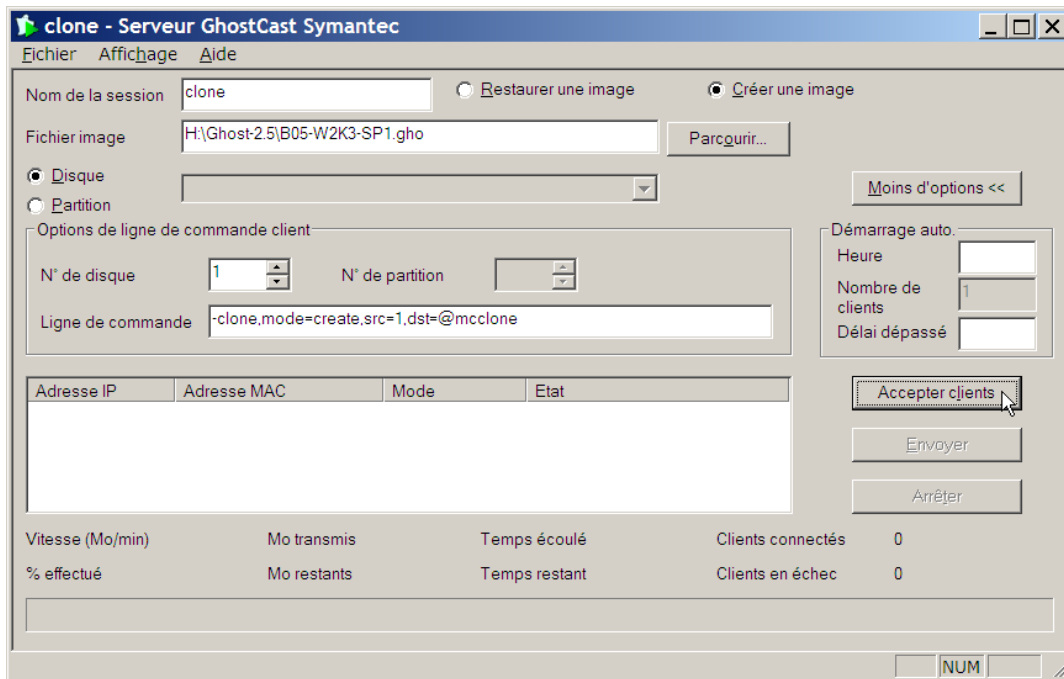 clone - Serveur GhostCast Symantec
Fichier Affichage Aide
Nom de la session clone Restaurer une image Créer une image
Fichier image H:\Ghost-2.5\B05-W2K3-SP1.gho Parcourir...
Disque
Partition
Moins d'options <<
Options de ligne de commande client
N° de disque 1 N° de partition
Ligne de commande -clone,mode=create,src=1,dst=@mcclone
Démarrage auto.
Heure
Nombre de clients 1
Délai dépassé
Adresse IP Adresse MAC Mode Etat
Accepter clients
Envoyer
Arrêter
Vitesse (Mo/min) Mo transmis Temps écoulé Clients connectés 0
% effectué Mo restants Temps restant Clients en échec 0
NUM